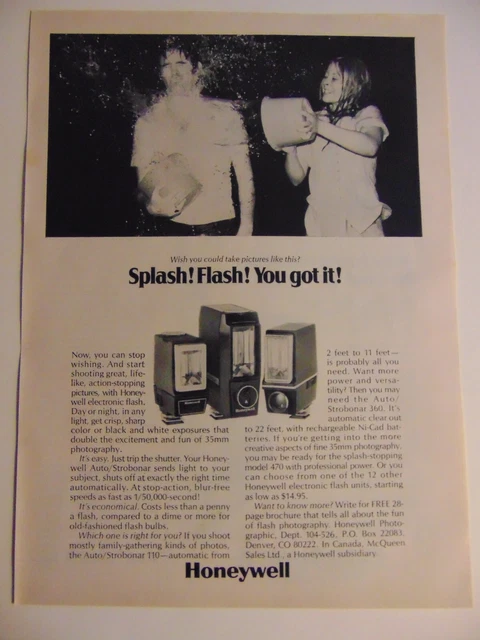 Wish you could take pictures like this?
Splash! Flash! You got it!
Now, you can stop
wishing. And start
shooting great, life-
like, action-stopping
pictures, with Honey-
well electronic flash.
Day or night, in any
light, get crisp, sharp
color or black and white exposures that
double the excitement and fun of 35mm
photography.
It's easy. Just trip the shutter. Your Honey-
well Auto/Strobonar sends light to your
subject, shuts off at exactly the right time
automatically. At stop-action, blur-free
speeds as fast as 1/50,000-second!
It's economical. Costs less than a penny
a flash, compared to a dime or more for
old-fashioned flash bulbs.
Which one is right for you? If you shoot
mostly family-gathering kinds of photos,
the Auto/Strobonar 110—automatic from
2 feet to 11 feet—
is probably all you
need. Want more
power and versa-
tility? Then you may
need the Auto/
Strobonar 360. It's
automatic clear out
to 22 feet, with rechargeable Ni-Cad bat-
teries. If you're getting into the more
creative aspects of fine 35mm photography,
you may be ready for the splash-stopping
model 470 with professional power. Or you
can choose from one of the 12 other
Honeywell electronic flash units, starting
as low as $14.95.
Want to know more? Write for FREE 28-
page brochure that tells all about the fun
of flash photography. Honeywell Photo-
graphic, Dept. 104-526, P.O. Box 22083,
Denver, CO 80222. In Canada, McQueen
Sales Ltd., a Honeywell subsidiary.
Honeywell